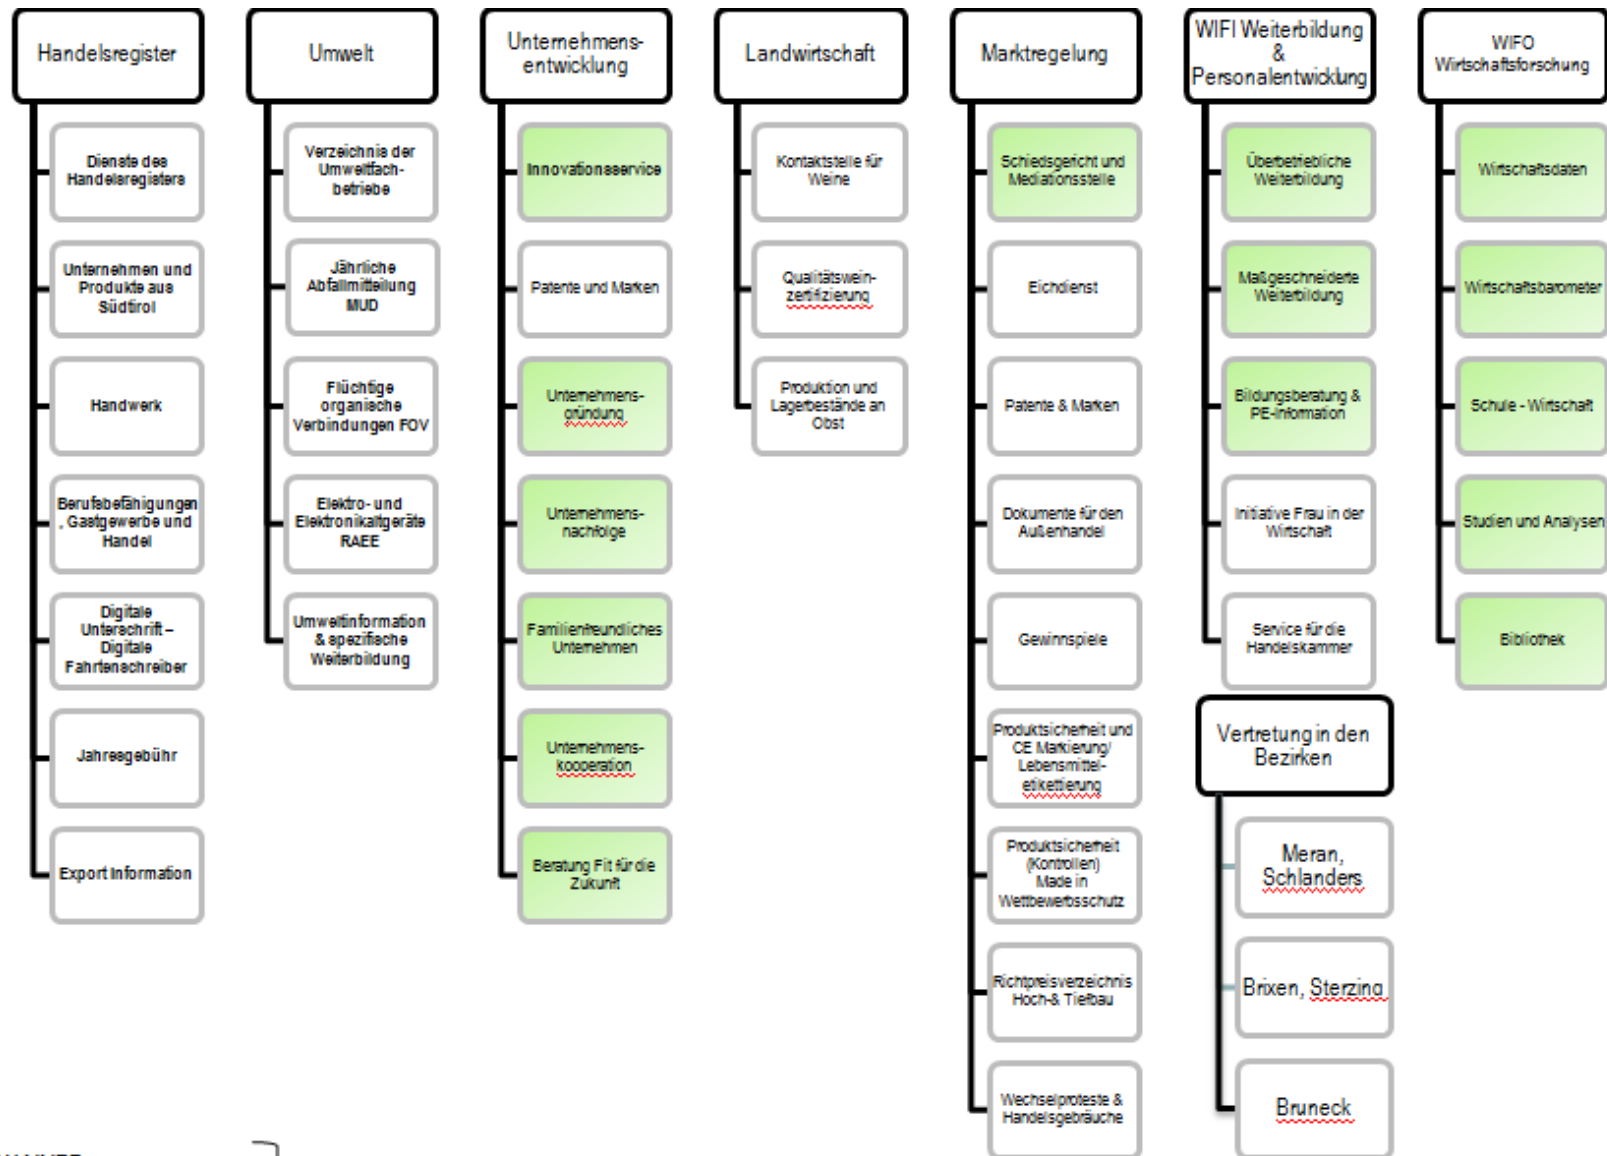 Handelsregister
Dienste des
Handelsregisters
Unternehmen und
Produkte aus
Südtirol
Handwerk
Berufsbefähigungen
, Gastgewerbe und
Handel
Digitale
Unterschrift –
Digitale
Fahrtenschreiber
Jahresgebühr
Export Information
Umwelt
Verzeichnis der
Umweltfach-
betriebe
Jährliche
Abfallmitteilung
MUD
Flüchtige
organische
Verbindungen FOV
Elektro- und
Elektronikaltgeräte
RAEE
Umweltinformation
& spezifische
Weiterbildung
Unternehmens-
entwicklung
Innovationsservice
Patente und Marken
Unternehmens-
gründung
Unternehmens-
nachfolge
Familienfreundliches
Unternehmen
Unternehmens-
kooperation
Beratung Fit für die
Zukunft
Landwirtschaft
Kontaktstelle für
Weine
Qualitätswein-
zertifizierung
Produktion und
Lagerbestände an
Obst
Marktregelung
Schiedsgericht und
Mediationsstelle
Eichdienst
Patente & Marken
Dokumente für den
Außenhandel
Gewinnspiele
Produktsicherheit und
CE Markierung/
Lebensmittel-
etikettierung
Produktsicherheit
(Kontrollen)
Made in
Wettbewerbsschutz
Richtpreisverzeichnis
Hoch-& Tiefbau
Wechselproteste &
Handelsgebräuche
WIFI Weiterbildung
&
Personalentwicklung
Überbetriebliche
Weiterbildung
Maßgeschneiderte
Weiterbildung
Bildungsberatung &
PE-Information
Initiative Frau in der
Wirtschaft
Service für die
Handelskammer
Vertretung in den
Bezirken
Meran,
Schlanders
Brixen, Sterzing
Bruneck
WIFO
Wirtschaftsforschung
Wirtschaftsdaten
Wirtschaftsbarometer
Schule - Wirtschaft
Studien und Analysen
Bibliothek